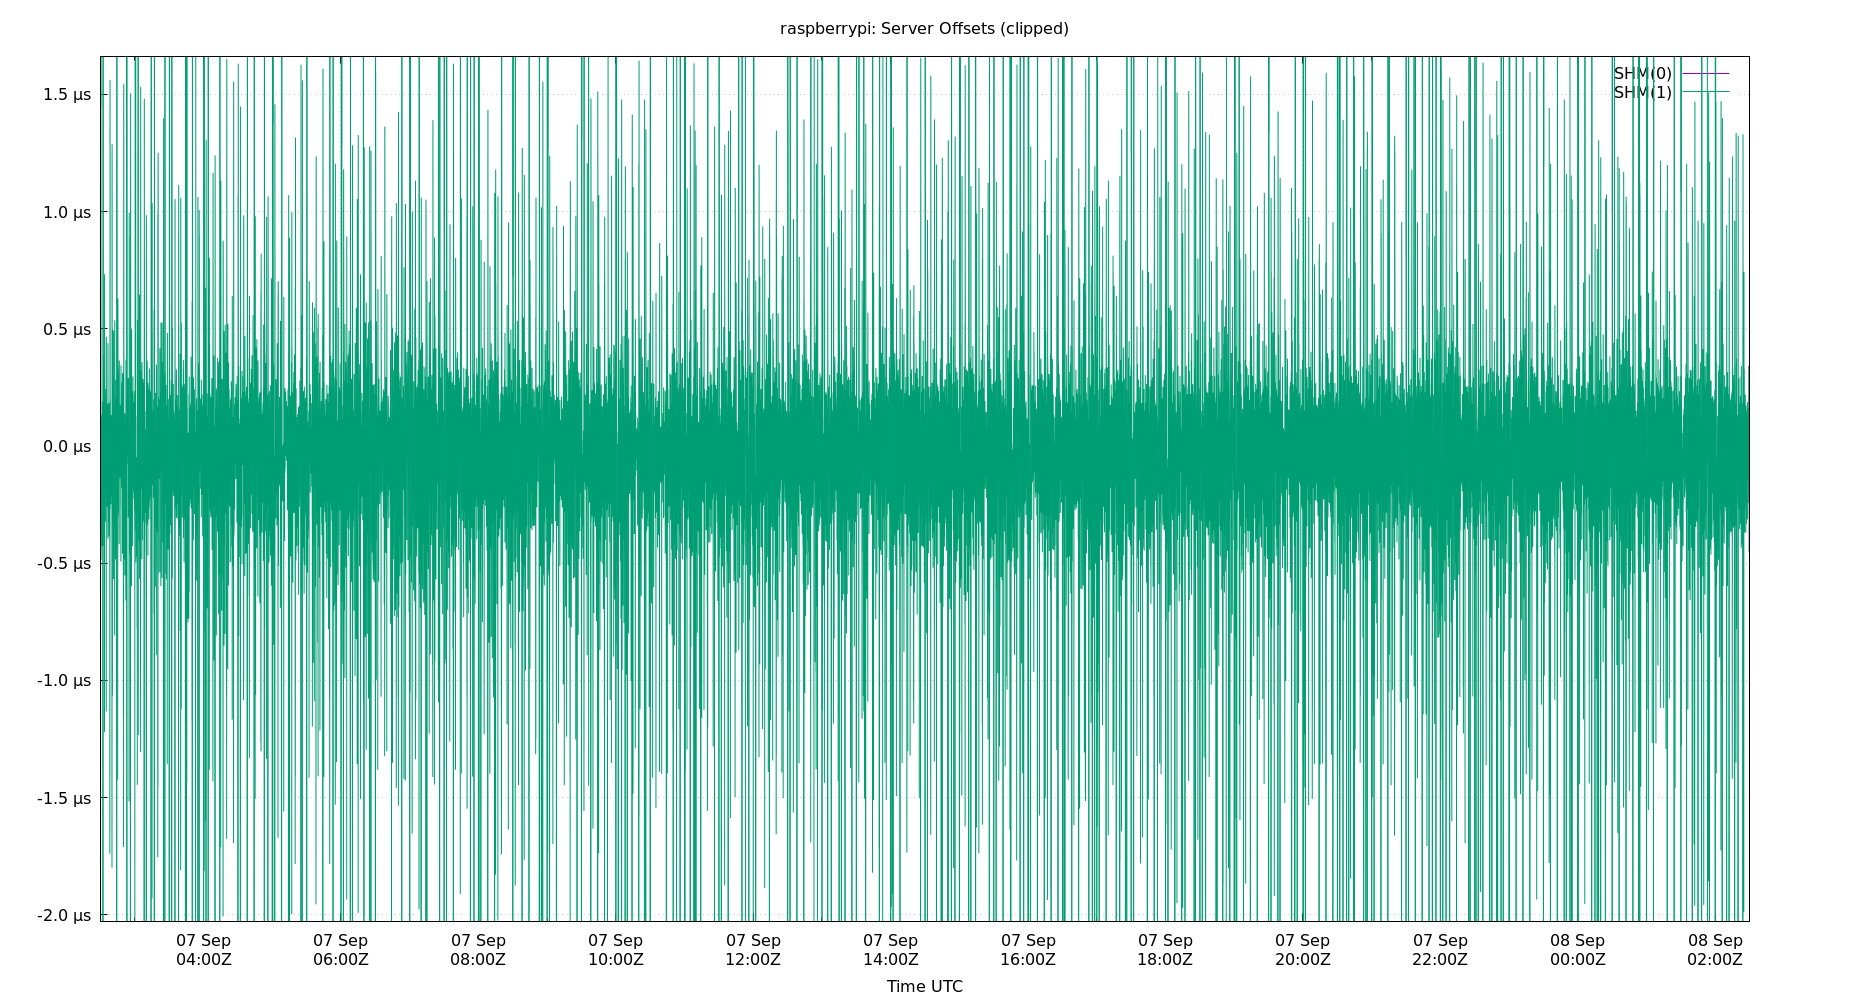 raspberrypi: Server Offsets (clipped)
SHM(0)
SHM(1)
1.5 µs
1.0 µs
0.5 µs
0.0 µs
-0.5 µs
-1.0 µs
-1.5 µs
-2.0 µs
07 Sep 07 Sep 07 Sep 07 Sep 07 Sep 07 Sep 07 Sep 07 Sep 07 Sep 07 Sep 08 Sep 08 Sep
04:00Z 06:00Z 08:00Z 10:00Z 12:00Z 14:00Z 16:00Z 18:00Z 20:00Z 22:00Z 00:00Z 02:00Z
Time UTC